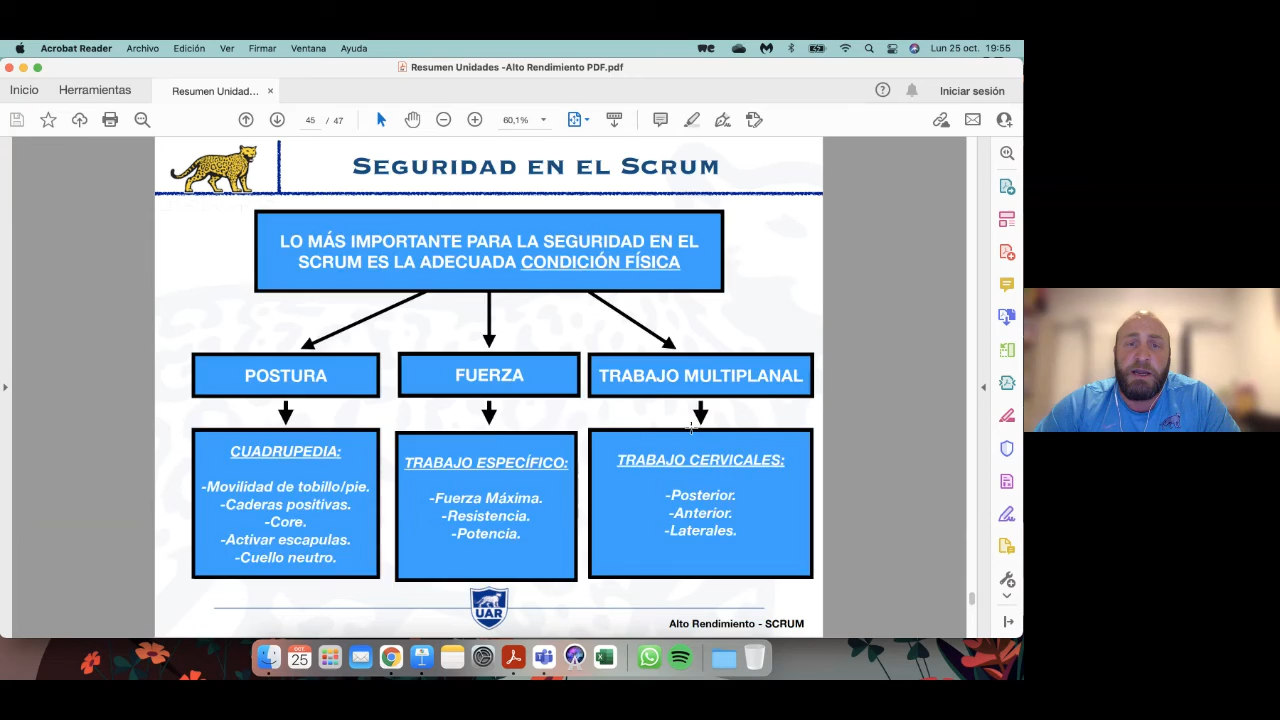 Acrobat Reader Archivo Edición Ver Firmar Ventana Ayuda Lun 25 oct. 19:55
Resumen Unidades -Alto Rendimiento PDF.pdf
Inicio Herramientas Resumen Unidad... × Iniciar sesión
45 / 47 60,1%
SEGURIDAD EN EL SCRUM
LO MÁS IMPORTANTE PARA LA SEGURIDAD EN EL
SCRUM ES LA ADECUADA CONDICIÓN FÍSICA
POSTURA
FUERZA
TRABAJO MULTIPLANAL
CUADRUPEDIA:
-Movilidad de tobillo/pie.
-Caderas positivas.
-Core.
-Activar escapulas.
-Cuello neutro.
TRABAJO ESPECÍFICO:
-Fuerza Máxima.
-Resistencia.
-Potencia.
TRABAJO CERVICALES:
-Posterior.
-Anterior.
-Laterales.
UAR
Alto Rendimiento - SCRUM
OCT
25